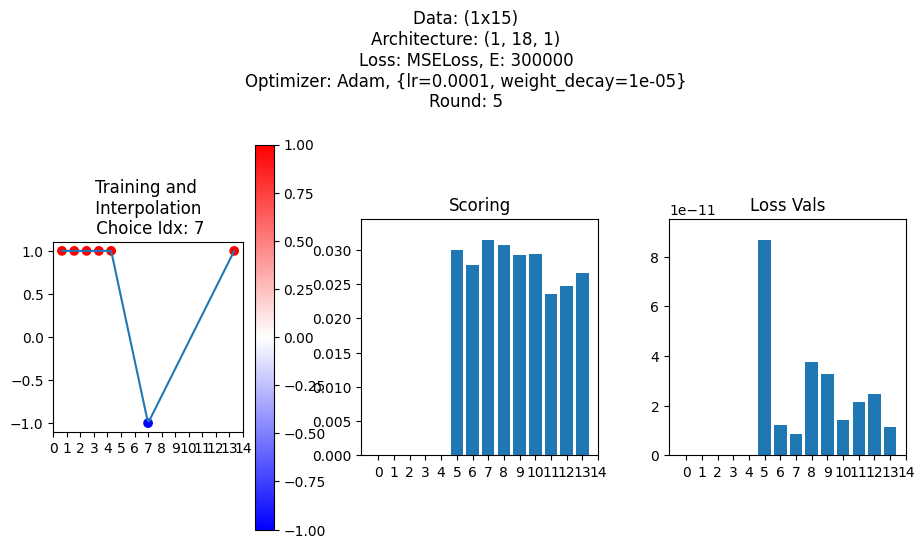 Data: (1x15)
Architecture: (1, 18, 1)
Loss: MSELoss, E: 300000
Optimizer: Adam, {lr=0.0001, weight_decay=1e-05}
Round: 5
Training and
Interpolation
Choice Idx: 7
1.0
0.5
0.0
−0.5
−1.0
0 1 2 3 4 5 6 7 8 9 10 11 12 13 14
1.00
0.75
0.50
0.25
0.00
−0.25
−0.50
−0.75
−1.00
Scoring
0.030
0.025
0.020
0.015
0.010
0.005
0.000
0 1 2 3 4 5 6 7 8 9 10 11 12 13 14
1e−11
Loss Vals
8
6
4
2
0
0 1 2 3 4 5 6 7 8 9 10 11 12 13 14